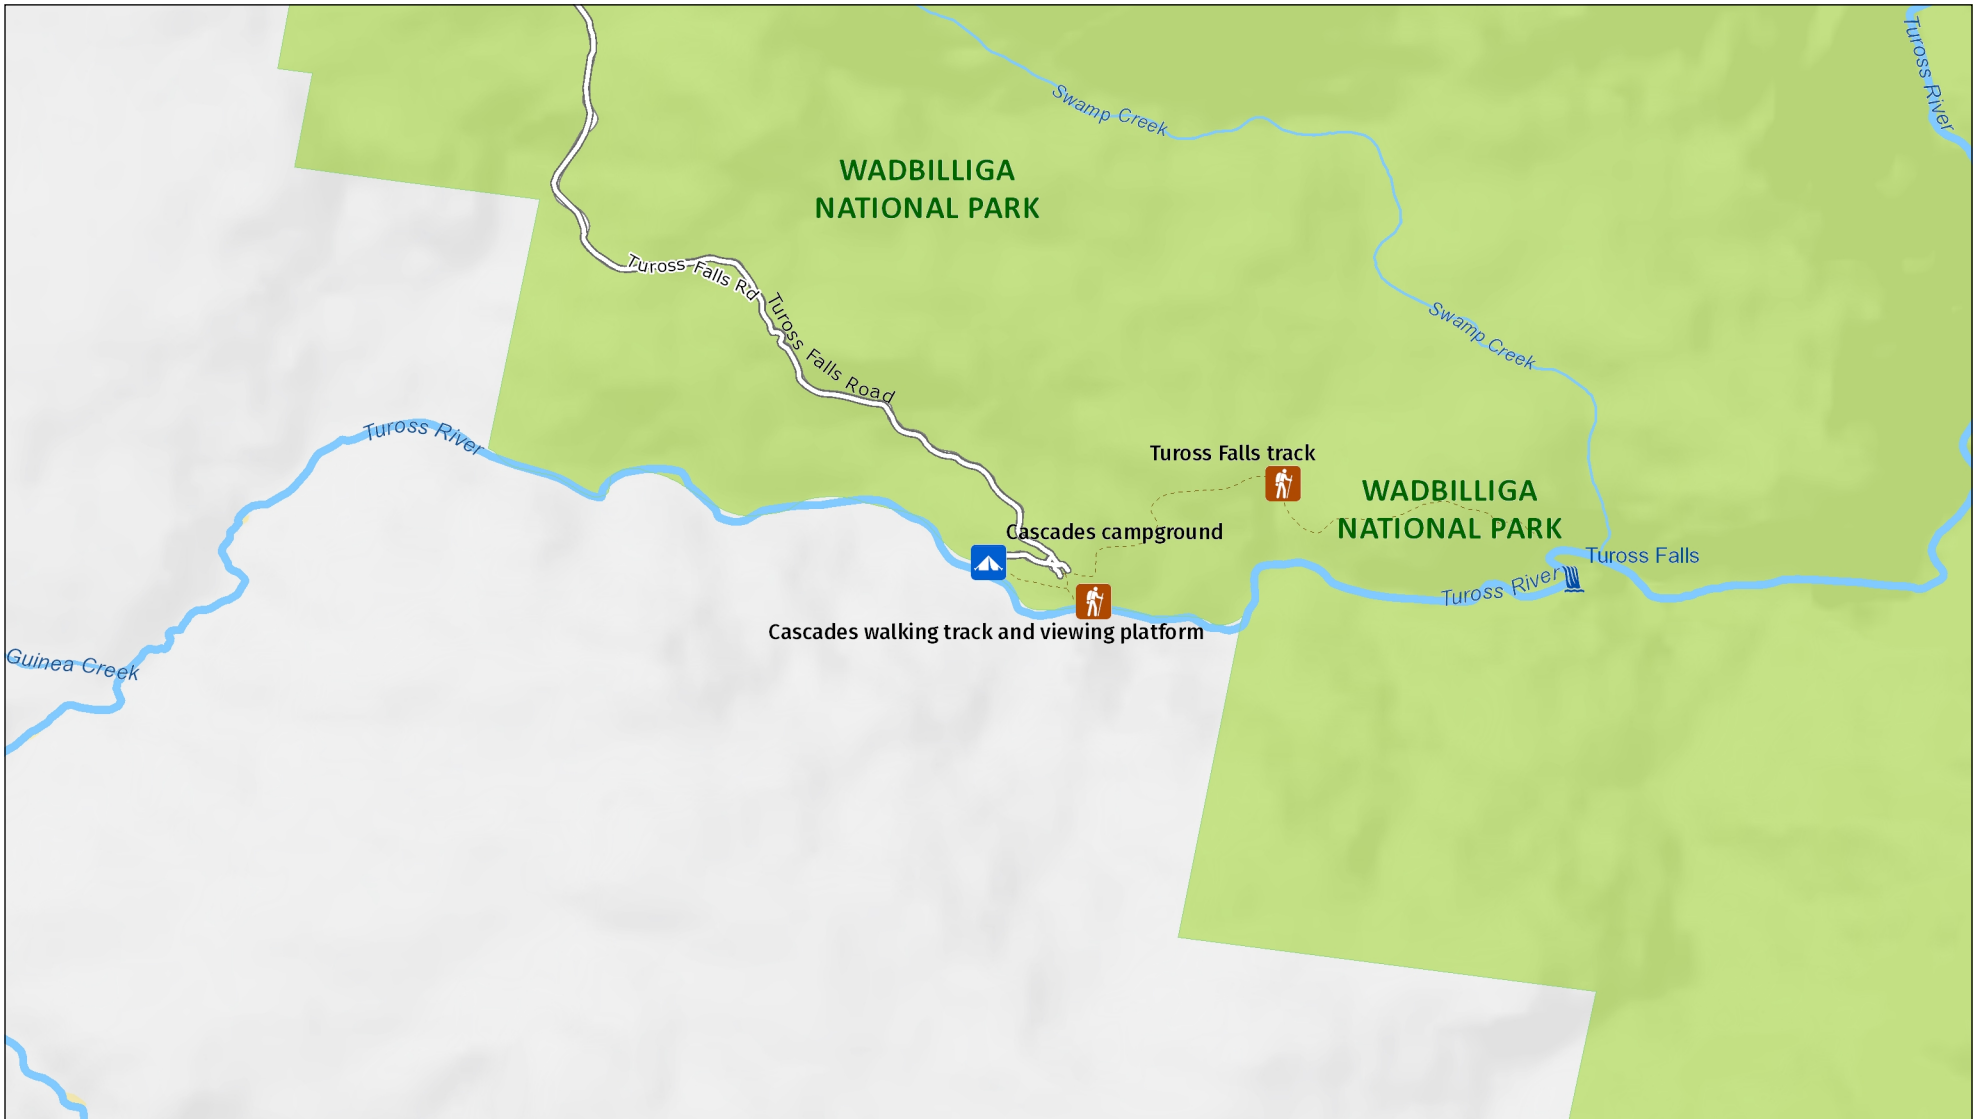 Tuross River
Swamp Creek
WADBILLIGA
NATIONAL PARK
Tuross Falls Rd
Tuross Falls Road
Swamp Creek
Tuross River
Tuross Falls track
WADBILLIGA
NATIONAL PARK
Cascades campground
Tuross Falls
Tuross River
Cascades walking track and viewing platform
Guinea Creek